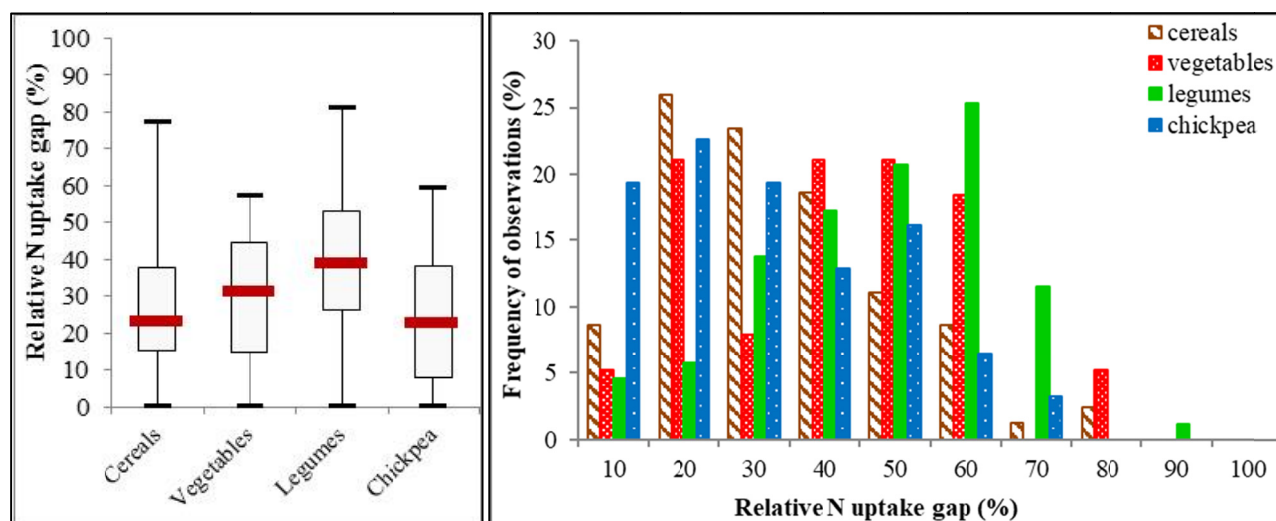 Relative N uptake gap (%)
100
90
80
70
60
50
40
30
20
10
0
Cereals
Vegetables
Legumes
Chickpea
Frequency of observations (%)
30
25
20
15
10
5
0
cereals
vegetables
legumes
chickpea
10 20 30 40 50 60 70 80 90 100
Relative N uptake gap (%)